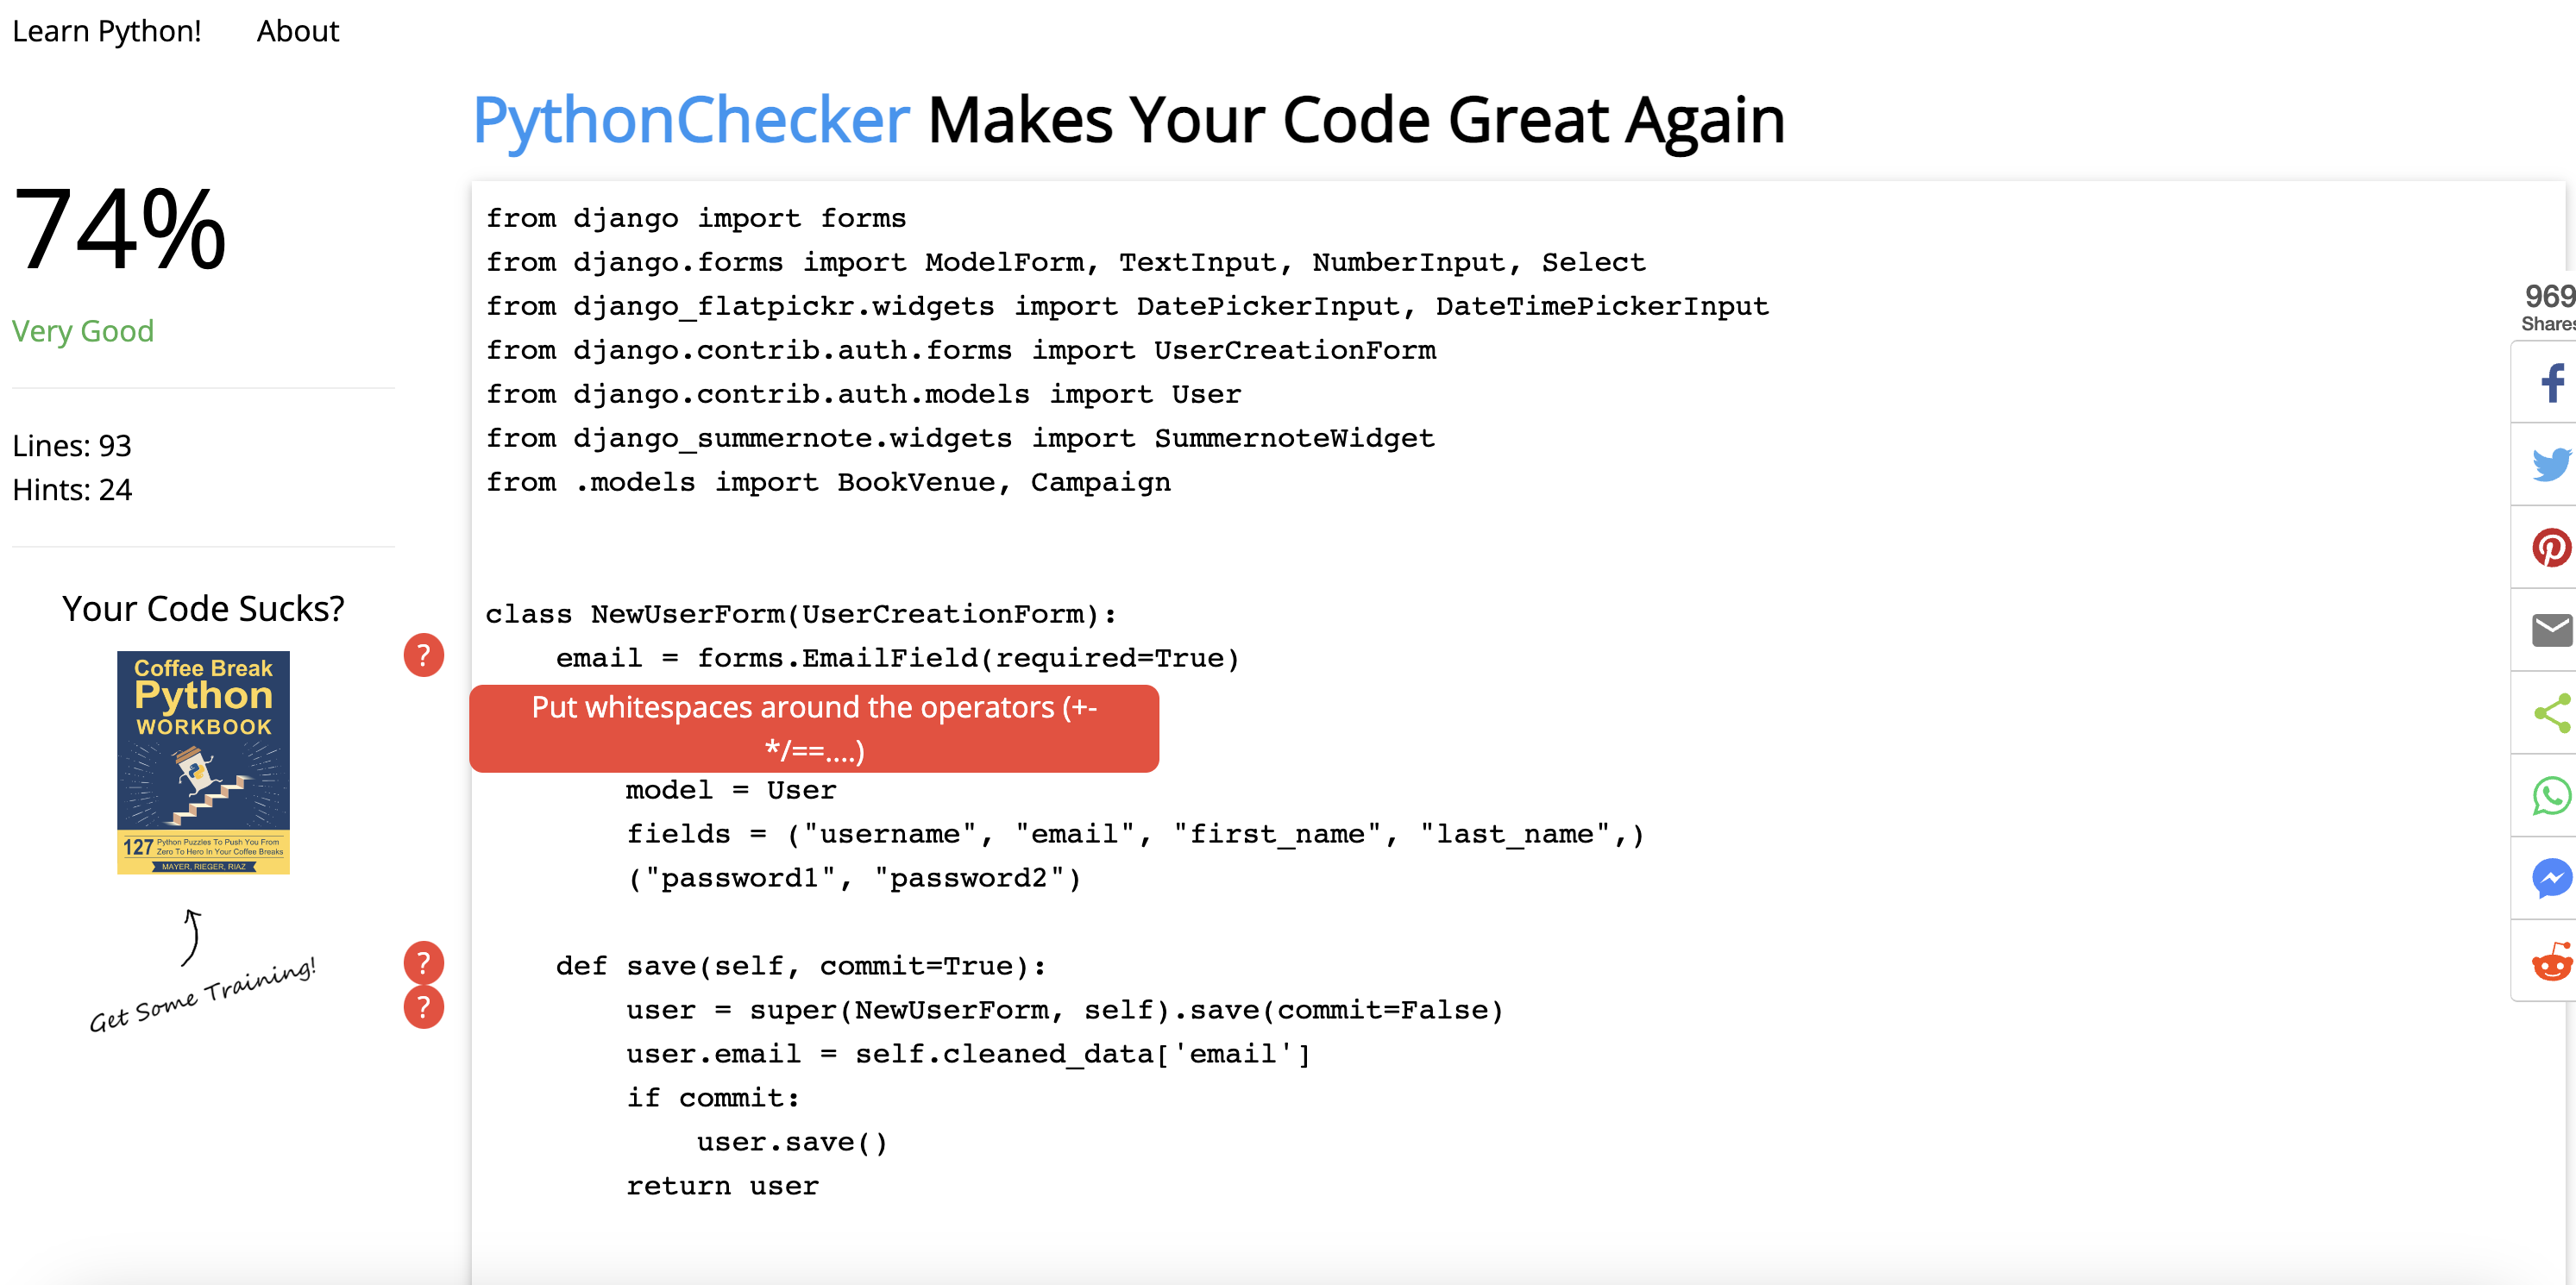 Learn Python! About
PythonChecker Makes Your Code Great Again
74%
Very Good
Lines: 93
Hints: 24
Your Code Sucks?
Coffee Break
Python
WORKBOOK
127 Python Puzzles To Push You From
Zero To Hero In Your Coffee Breaks
MAYER, RIEGER, RIAZ
Get Some Training!
?
?
?
from django import forms
from django.forms import ModelForm, TextInput, NumberInput, Select
from django_flatpickr.widgets import DatePickerInput, DateTimePickerInput
from django.contrib.auth.forms import UserCreationForm
from django.contrib.auth.models import User
from django_summernote.widgets import SummernoteWidget
from .models import BookVenue, Campaign
class NewUserForm(UserCreationForm):
    email = forms.EmailField(required=True)
Put whitespaces around the operators (+-
*/==....)
        model = User
        fields = ("username", "email", "first_name", "last_name",)
        ("password1", "password2")
    def save(self, commit=True):
        user = super(NewUserForm, self).save(commit=False)
        user.email = self.cleaned_data['email']
        if commit:
            user.save()
        return user
969
Shares